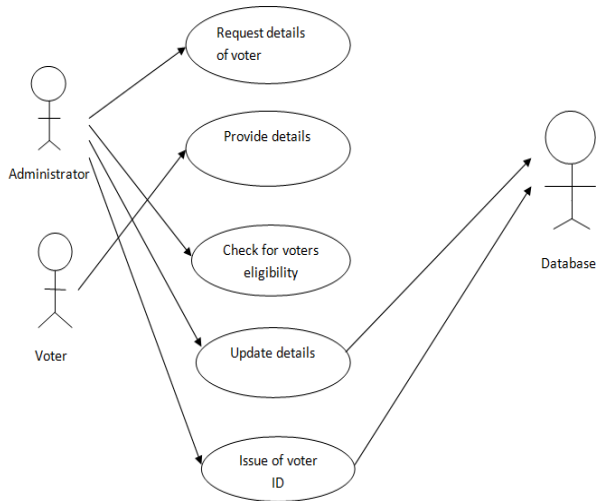 Request details
of voter
Provide details
Administrator
Check for voters
eligibility
Database
Voter
Update details
Issue of voter
ID